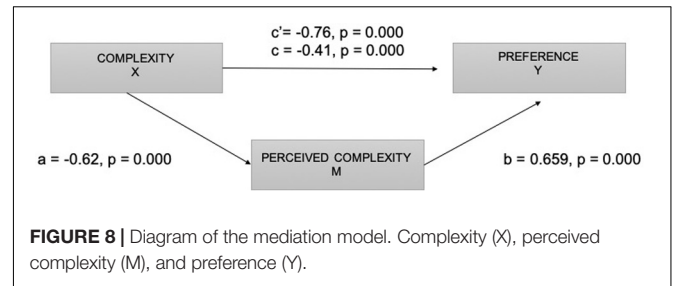 c'= -0.76, p = 0.000
c = -0.41, p = 0.000
COMPLEXITY
X
PREFERENCE
Y
a = -0.62, p = 0.000
PERCEIVED COMPLEXITY
M
b = 0.659, p = 0.000
FIGURE 8 | Diagram of the mediation model. Complexity (X), perceived
complexity (M), and preference (Y).